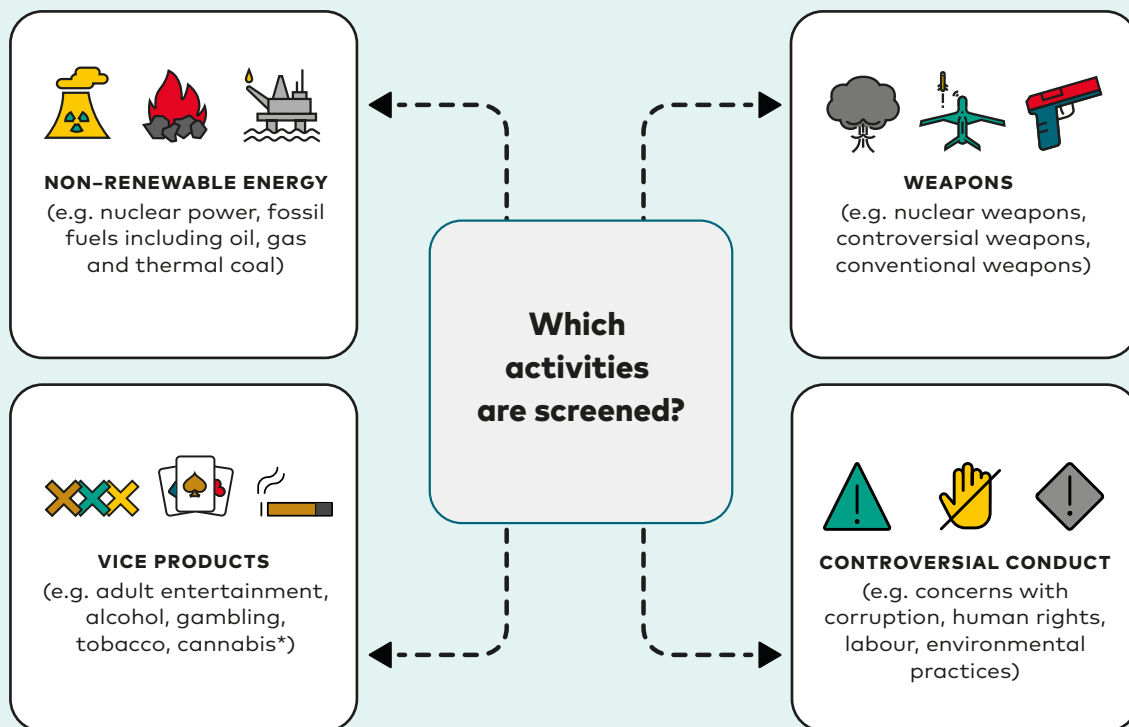 NON–RENEWABLE ENERGY
(e.g. nuclear power, fossil
fuels including oil, gas
and thermal coal)
WEAPONS
(e.g. nuclear weapons,
controversial weapons,
conventional weapons)
Which
activities
are screened?
VICE PRODUCTS
(e.g. adult entertainment,
alcohol, gambling,
tobacco, cannabis*)
CONTROVERSIAL CONDUCT
(e.g. concerns with
corruption, human rights,
labour, environmental
practices)